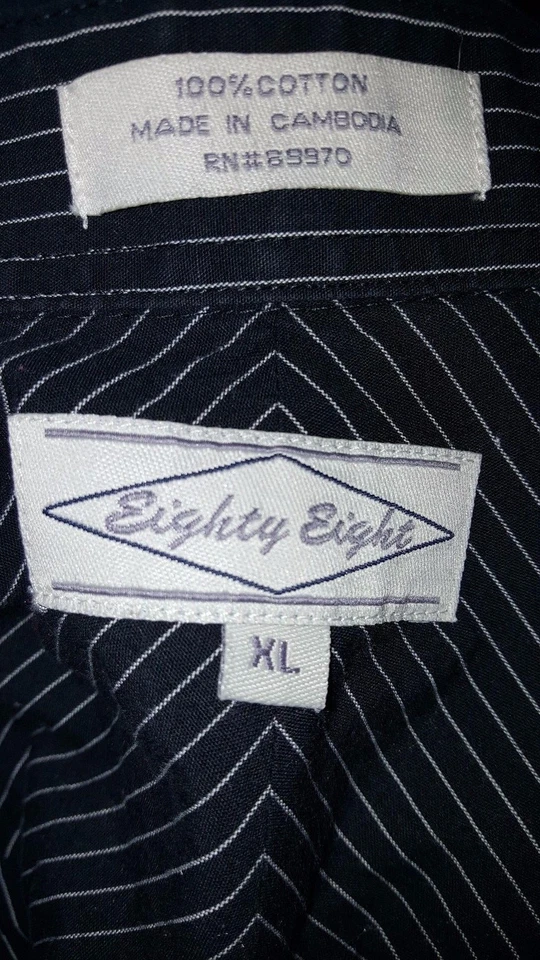 100% COTTON
MADE IN CAMBODIA
RN#89970
Eighty Eight
XL